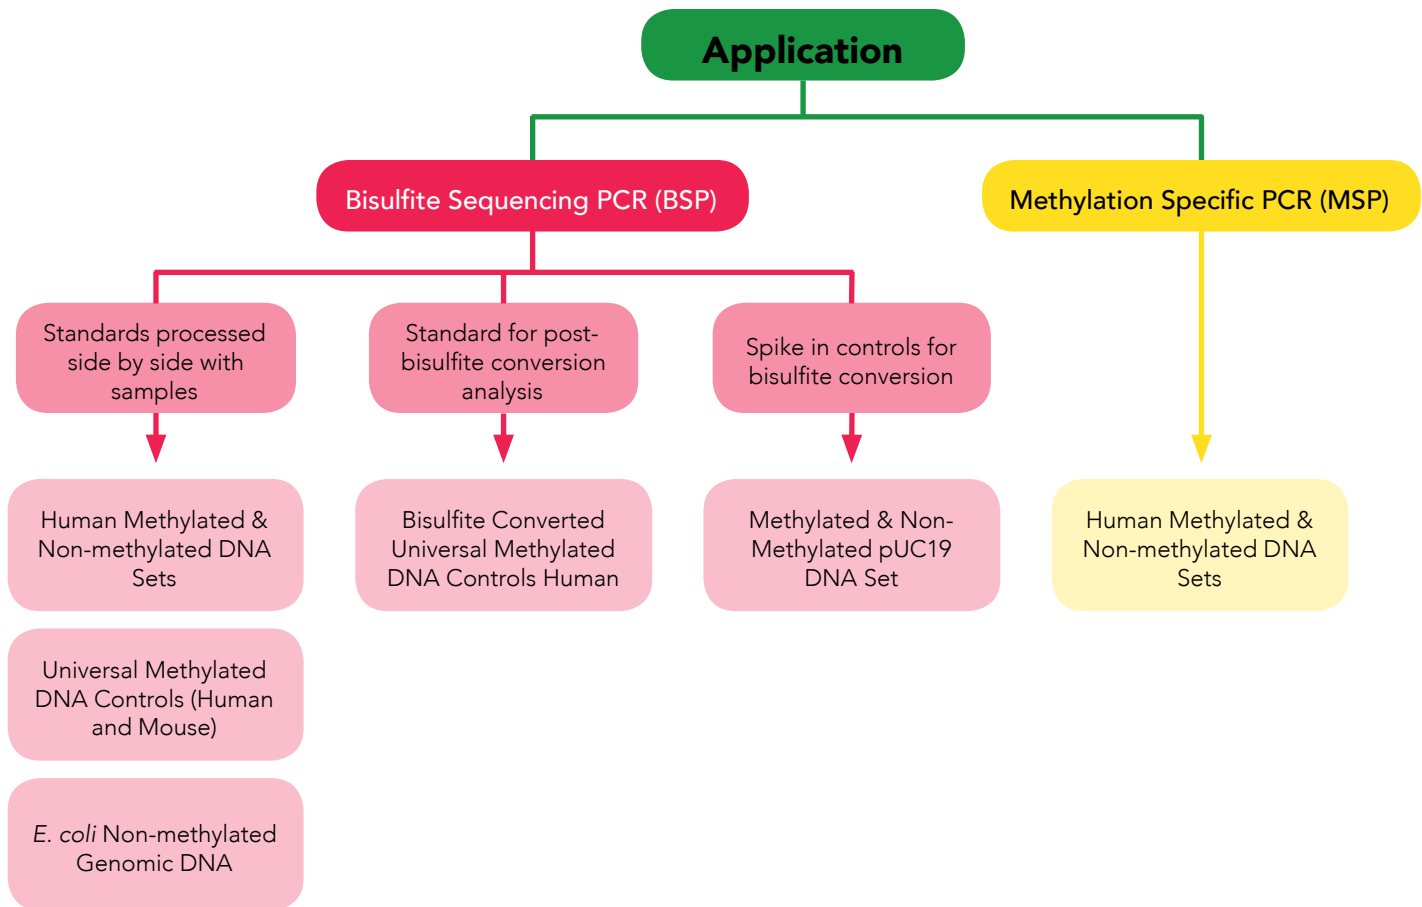 Application
Bisulfite Sequencing PCR (BSP)
Methylation Specific PCR (MSP)
Standards processed
side by side with
samples
Standard for post-
bisulfite conversion
analysis
Spike in controls for
bisulfite conversion
Human Methylated &
Non-methylated DNA
Sets
Bisulfite Converted
Universal Methylated
DNA Controls Human
Methylated & Non-
Methylated pUC19
DNA Set
Human Methylated &
Non-methylated DNA
Sets
Universal Methylated
DNA Controls (Human
and Mouse)
E. coli Non-methylated
Genomic DNA